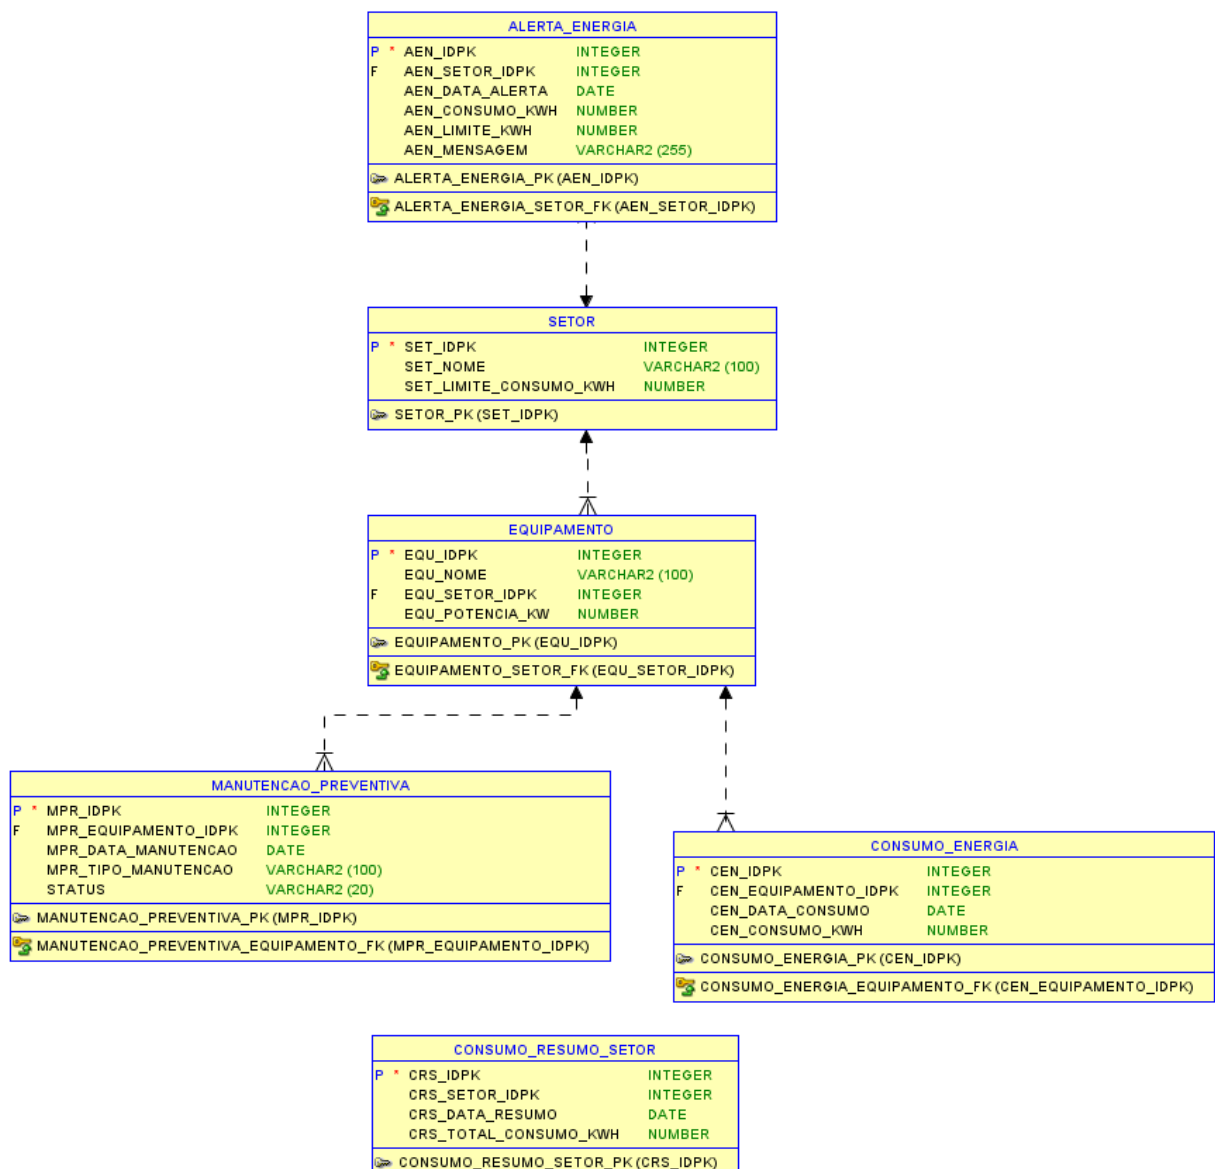 ALERTA_ENERGIA
P * AEN_IDPK INTEGER
F AEN_SETOR_IDPK INTEGER
AEN_DATA_ALERTA DATE
AEN_CONSUMO_KWH NUMBER
AEN_LIMITE_KWH NUMBER
AEN_MENSAGEM VARCHAR2 (255)
ALERTA_ENERGIA_PK (AEN_IDPK)
ALERTA_ENERGIA_SETOR_FK (AEN_SETOR_IDPK)
SETOR
P * SET_IDPK INTEGER
SET_NOME VARCHAR2 (100)
SET_LIMITE_CONSUMO_KWH NUMBER
SETOR_PK (SET_IDPK)
EQUIPAMENTO
P * EQU_IDPK INTEGER
EQU_NOME VARCHAR2 (100)
F EQU_SETOR_IDPK INTEGER
EQU_POTENCIA_KW NUMBER
EQUIPAMENTO_PK (EQU_IDPK)
EQUIPAMENTO_SETOR_FK (EQU_SETOR_IDPK)
MANUTENCAO_PREVENTIVA
P * MPR_IDPK INTEGER
F MPR_EQUIPAMENTO_IDPK INTEGER
MPR_DATA_MANUTENCAO DATE
MPR_TIPO_MANUTENCAO VARCHAR2 (100)
STATUS VARCHAR2 (20)
MANUTENCAO_PREVENTIVA_PK (MPR_IDPK)
MANUTENCAO_PREVENTIVA_EQUIPAMENTO_FK (MPR_EQUIPAMENTO_IDPK)
CONSUMO_ENERGIA
P * CEN_IDPK INTEGER
F CEN_EQUIPAMENTO_IDPK INTEGER
CEN_DATA_CONSUMO DATE
CEN_CONSUMO_KWH NUMBER
CONSUMO_ENERGIA_PK (CEN_IDPK)
CONSUMO_ENERGIA_EQUIPAMENTO_FK (CEN_EQUIPAMENTO_IDPK)
CONSUMO_RESUMO_SETOR
P * CRS_IDPK INTEGER
CRS_SETOR_IDPK INTEGER
CRS_DATA_RESUMO DATE
CRS_TOTAL_CONSUMO_KWH NUMBER
CONSUMO_RESUMO_SETOR_PK (CRS_IDPK)